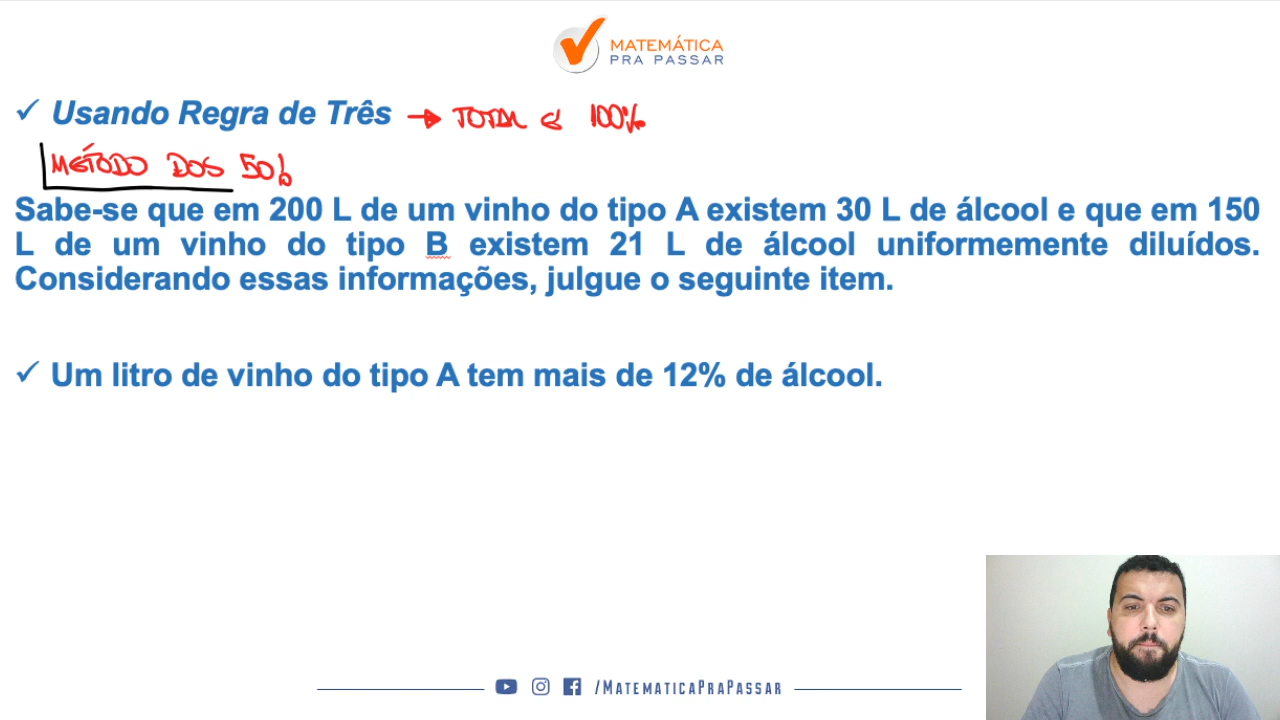 MATEMÁTICA
PRA PASSAR
✓ Usando Regra de Três → TOTAL é 100%
MÉTODO DOS 50
Sabe-se que em 200 L de um vinho do tipo A existem 30 L de álcool e que em 150
L de um vinho do tipo B existem 21 L de álcool uniformemente diluídos.
Considerando essas informações, julgue o seguinte item.
✓ Um litro de vinho do tipo A tem mais de 12% de álcool.
/MATEMATICAPRAPASSAR